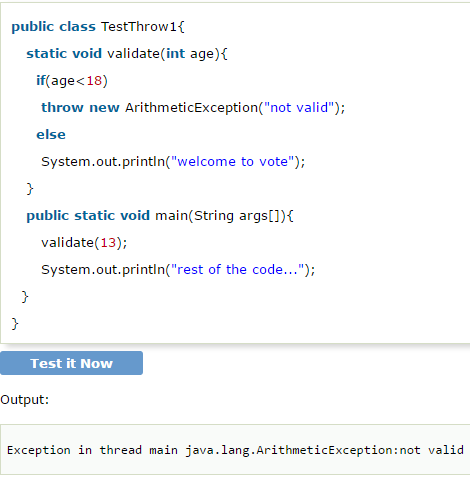 public class TestThrow1{
static void validate(int age){
if(age<18)
throw new ArithmeticException("not valid");
else
System.out.println("welcome to vote");
}
public static void main(String args[]){
validate(13);
System.out.println("rest of the code...");
}
}
Test it Now
Output:
Exception in thread main java.lang.ArithmeticException:not valid